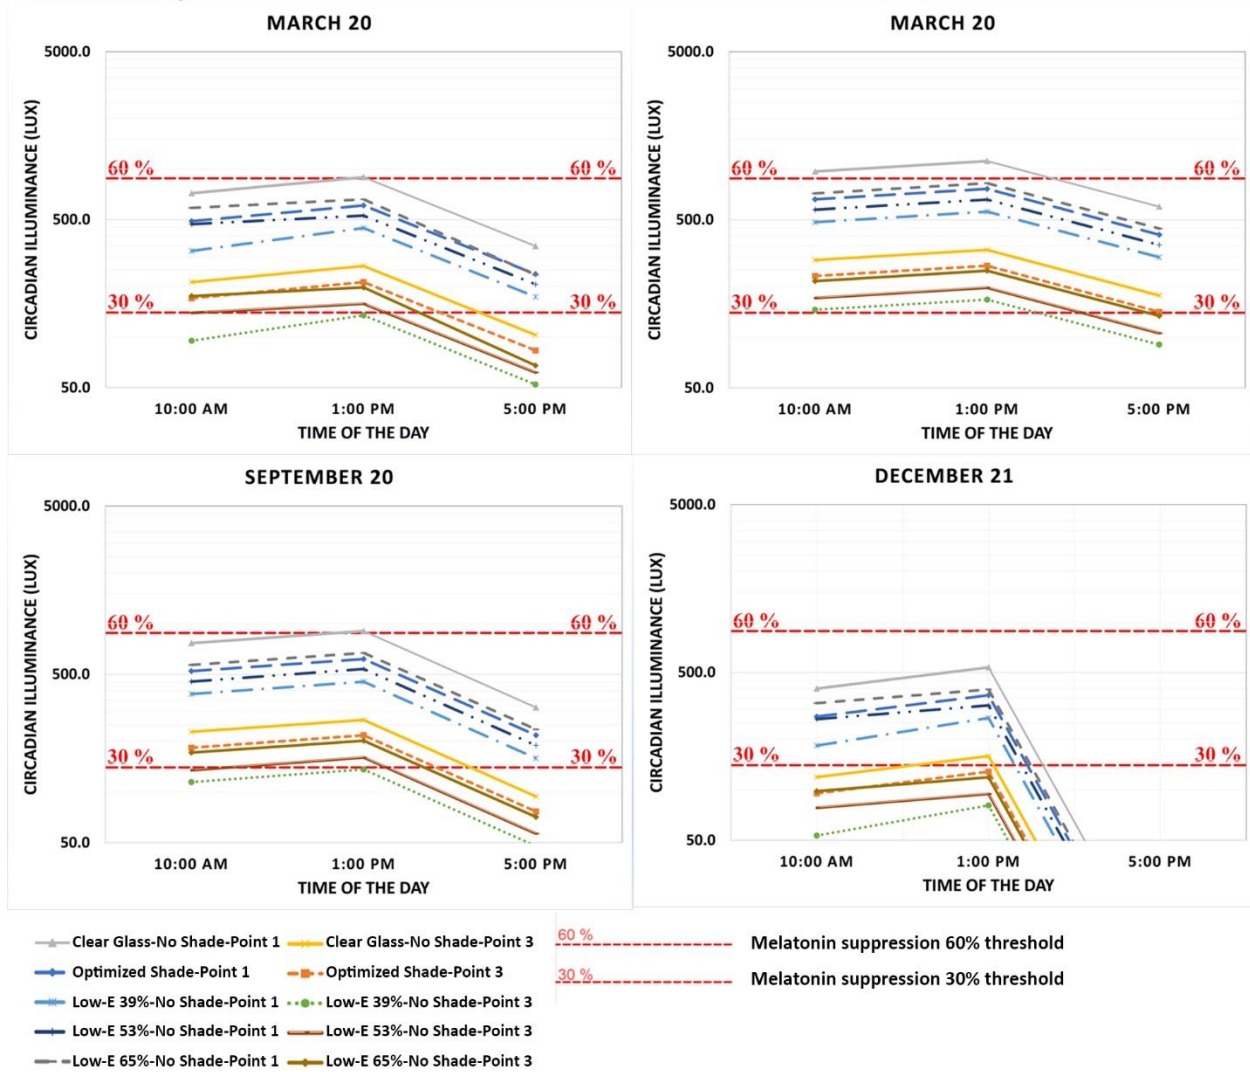 MARCH 20
5000.0
500.0
50.0
CIRCADIAN ILLUMINANCE (LUX)
60 %
60 %
30 %
30 %
10:00 AM
1:00 PM
5:00 PM
TIME OF THE DAY
MARCH 20
5000.0
500.0
50.0
CIRCADIAN ILLUMINANCE (LUX)
60 %
60 %
30 %
30 %
10:00 AM
1:00 PM
5:00 PM
TIME OF THE DAY
SEPTEMBER 20
5000.0
500.0
50.0
CIRCADIAN ILLUMINANCE (LUX)
60 %
60 %
30 %
30 %
10:00 AM
1:00 PM
5:00 PM
TIME OF THE DAY
DECEMBER 21
5000.0
500.0
50.0
CIRCADIAN ILLUMINANCE (LUX)
60 %
60 %
30 %
30 %
10:00 AM
1:00 PM
5:00 PM
TIME OF THE DAY
Clear Glass-No Shade-Point 1
Clear Glass-No Shade-Point 3
Optimized Shade-Point 1
Optimized Shade-Point 3
Low-E 39%-No Shade-Point 1
Low-E 39%-No Shade-Point 3
Low-E 53%-No Shade-Point 1
Low-E 53%-No Shade-Point 3
Low-E 65%-No Shade-Point 1
Low-E 65%-No Shade-Point 3
60 %
Melatonin suppression 60% threshold
30 %
Melatonin suppression 30% threshold